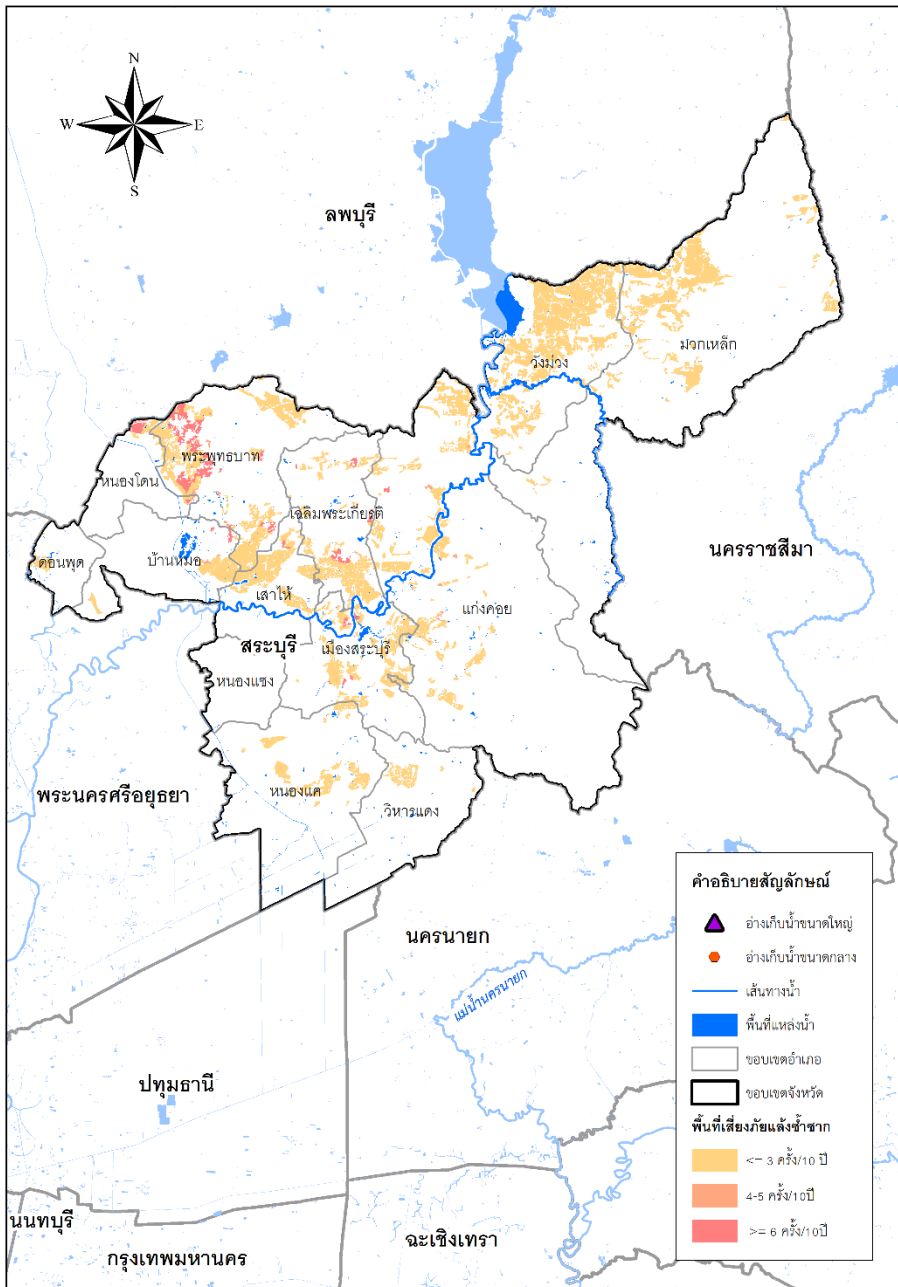 N
W
E
S
ลพบุรี
มวกเหล็ก
วังม่วง
พระพุทธบาท
หนองโดน
เฉลิมพระเกียรติ
นครราชสีมา
ดอนพุด
บ้านหมอ
เสาไห้
แก่งคอย
สระบุรี
เมืองสระบุรี
หนองแซง
พระนครศรีอยุธยา
หนองแค
วิหารแดง
คำอธิบายสัญลักษณ์
อ่างเก็บน้ำขนาดใหญ่
นครนายก
อ่างเก็บน้ำขนาดกลาง
เส้นทางน้ำ
แม่น้ำนครนายก
พื้นที่แหล่งน้ำ
ขอบเขตอำเภอ
ปทุมธานี
ขอบเขตจังหวัด
พื้นที่เสี่ยงภัยแล้งซ้ำซาก
<= 3 ครั้ง/10 ปี
4-5 ครั้ง/10ปี
>= 6 ครั้ง/10ปี
นนทบุรี
ฉะเชิงเทรา
กรุงเทพมหานคร